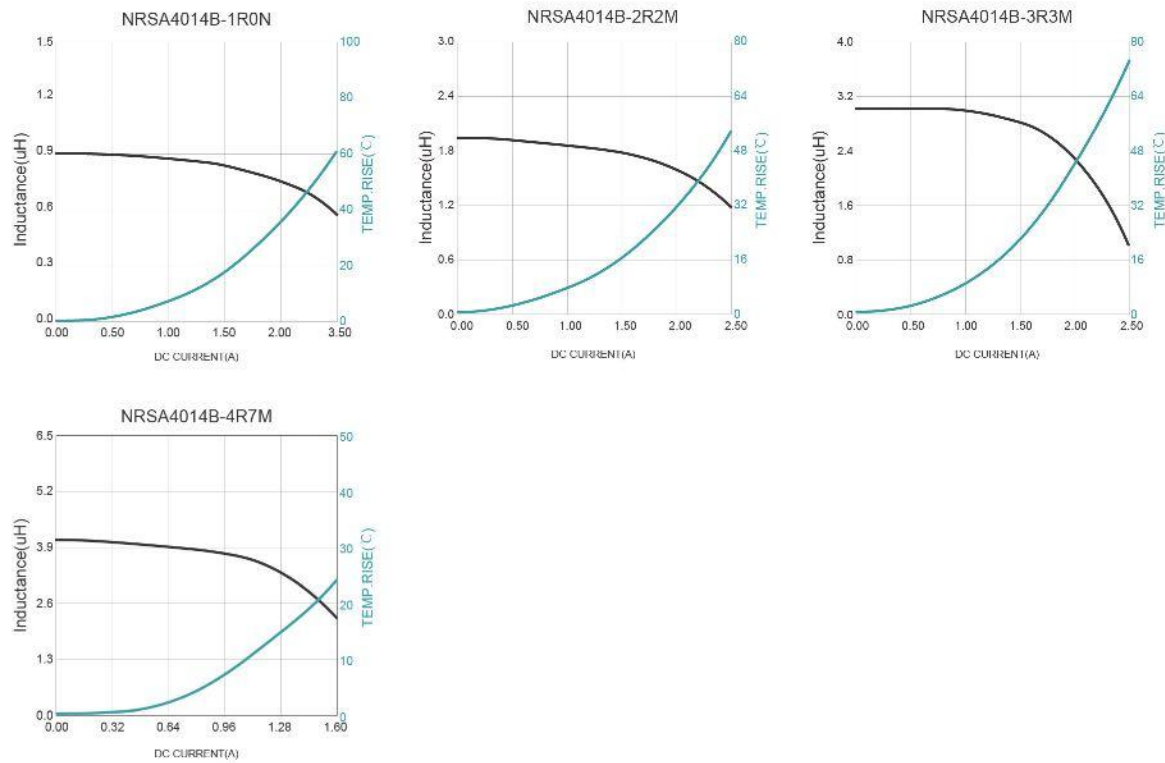 NRSA4014B-1R0N
1.5
1.2
0.9
0.6
0.3
0.0
Inductance(uH)
100
80
60
40
20
0
TEMP.RISE(℃)
0.00 0.50 1.00 1.50 2.00 3.50
DC CURRENT(A)
NRSA4014B-2R2M
3.0
2.4
1.8
1.2
0.6
0.0
Inductance(uH)
80
64
48
32
16
0
TEMP.RISE(℃)
0.00 0.50 1.00 1.50 2.00 2.50
DC CURRENT(A)
NRSA4014B-3R3M
4.0
3.2
2.4
1.6
0.8
0.0
Inductance(uH)
80
64
48
32
16
0
TEMP.RISE(℃)
0.00 0.50 1.00 1.50 2.00 2.50
DC CURRENT(A)
NRSA4014B-4R7M
6.5
5.2
3.9
2.6
1.3
0.0
Inductance(uH)
50
40
30
20
10
0
TEMP.RISE(℃)
0.00 0.32 0.64 0.96 1.28 1.60
DC CURRENT(A)